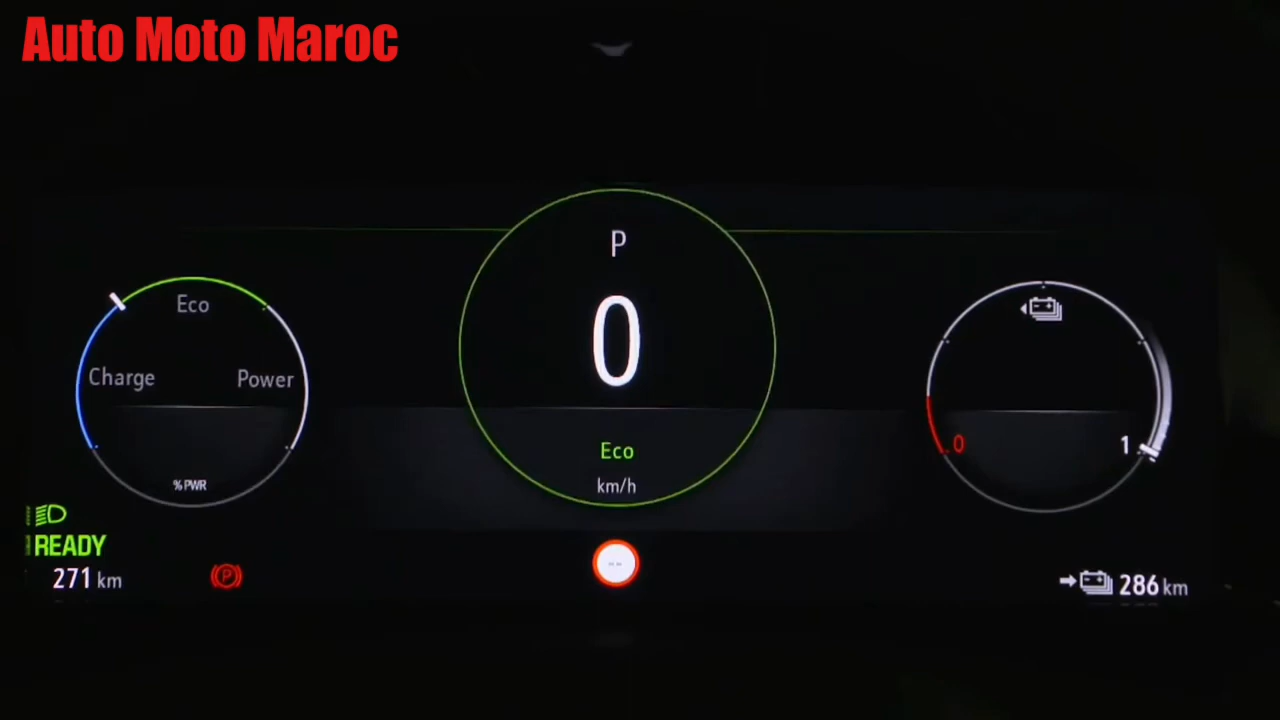 Auto Moto Maroc
P
0
Eco
km/h
Eco
Charge
Power
% PWR
0
1
READY
271 km
P
286 km